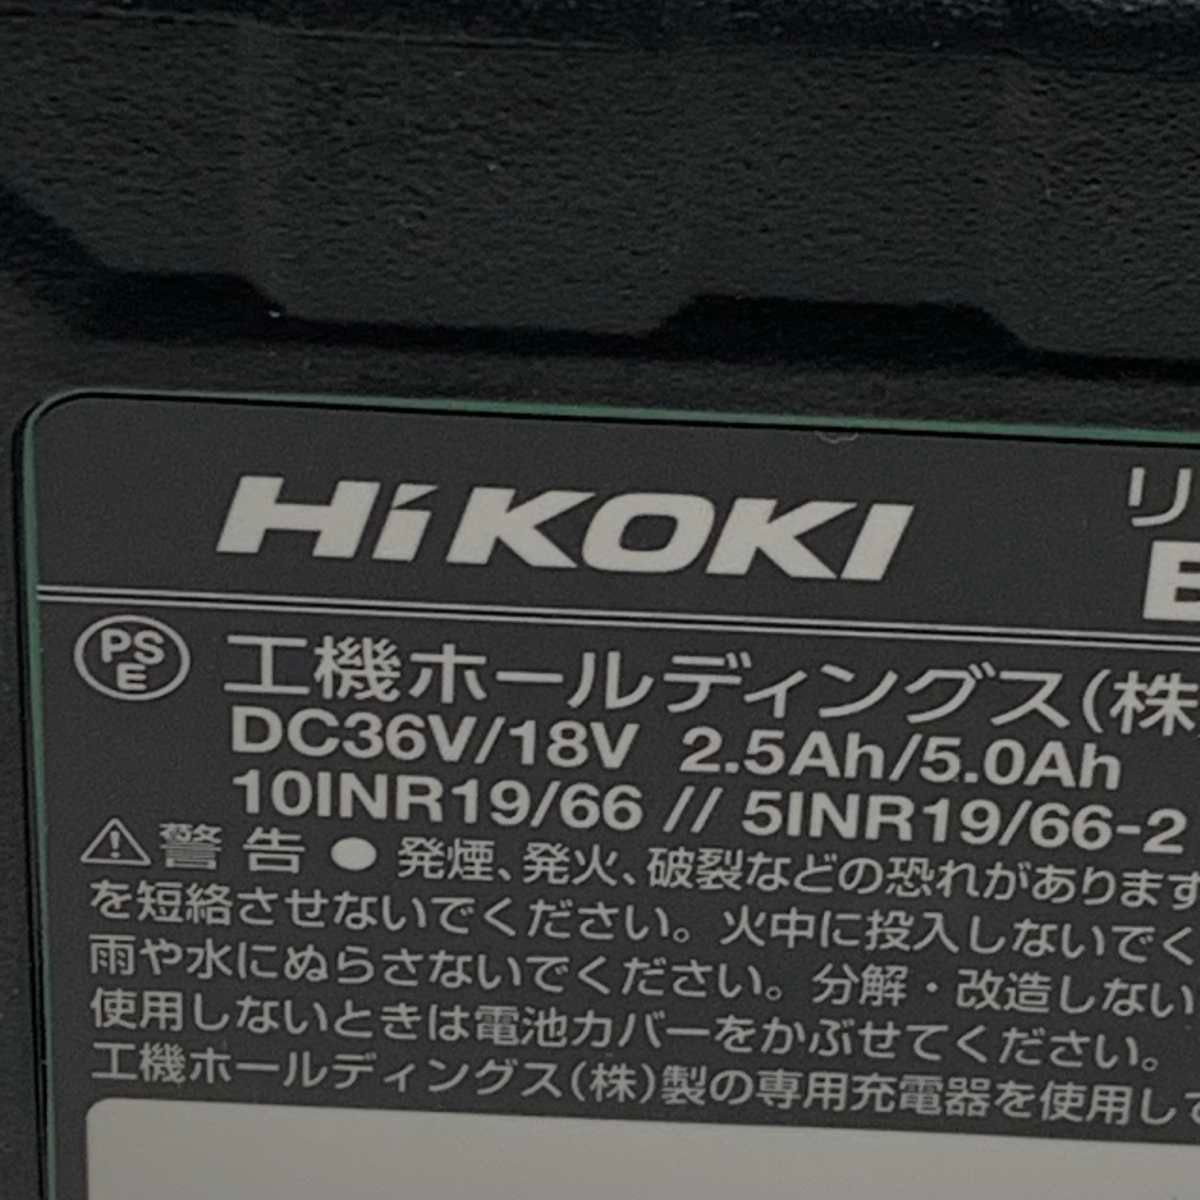 HiKOKI
リ
PSE
工機ホールディングス(株
DC36V/18V 2.5Ah/5.0Ah
10INR19/66 // 5INR19/66-2
⚠警告 ● 発煙、発火、破裂などの恐れがあります
を短絡させないでください。火中に投入しないでく
雨や水にぬらさないでください。分解・改造しない
使用しないときは電池カバーをかぶせてください。
工機ホールディングス(株)製の専用充電器を使用して